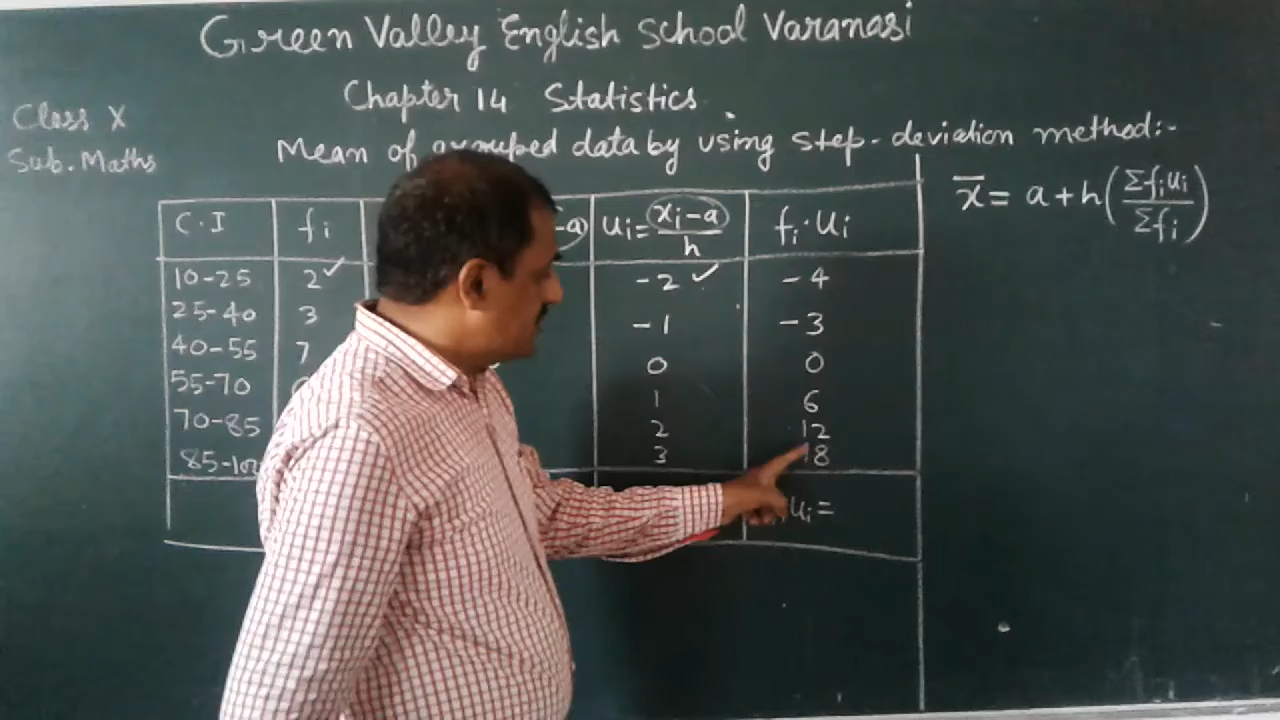 Green Valley English School Varanasi
Chapter 14 Statistics
Class X
Sub. Maths
Mean of grouped data by using step-deviation method:-
x̄ = a + h(Σfᵢuᵢ/Σfᵢ)
C.I fᵢ -a) uᵢ = xᵢ-a/h fᵢ·uᵢ
10-25 2✓ -2 ✓ -4
25-40 3 -1 -3
40-55 7 0 0
55-70 1 6
70-85 2 12
85-100 3 18
uᵢ=